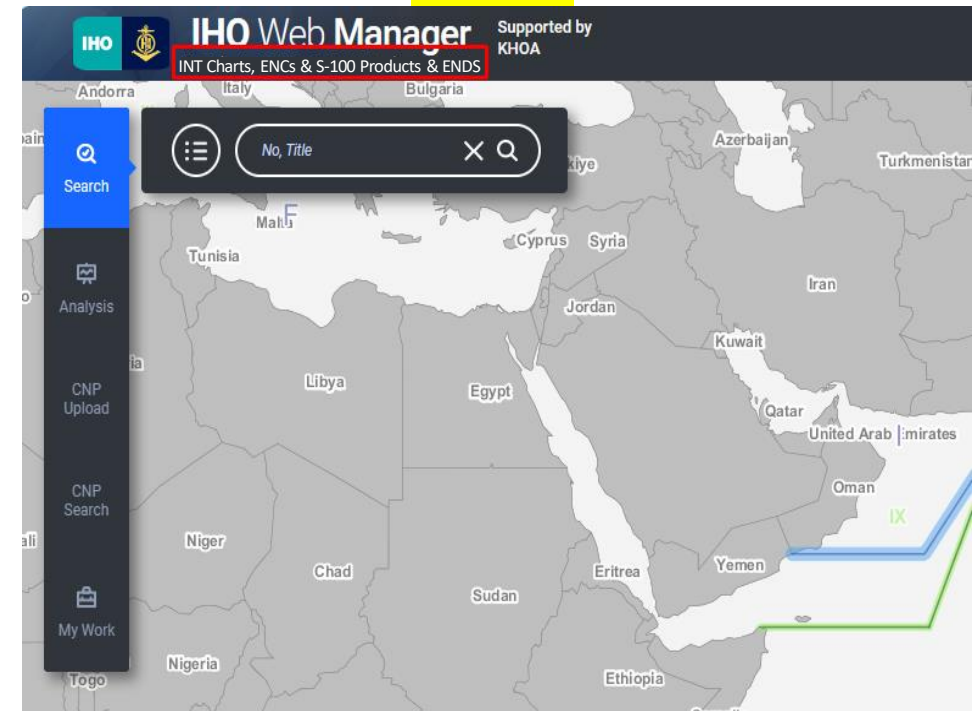 IHO
IHO Web Manager
Supported by
KHOA
INT Charts, ENCs & S-100 Products & ENDS
Andorra
Italy
Bulgaria
No, Title
Azerbaijan
Turkmenistan
Search
Malta
F
Cyprus
Syria
Tunisia
Analysis
Iran
Jordan
Kuwait
CNP
Upload
Libya
Egypt
Qatar
United Arab Emirates
CNP
Search
Oman
IX
Niger
Chad
Eritrea
Yemen
Sudan
My Work
Nigeria
Togo
Ethiopia